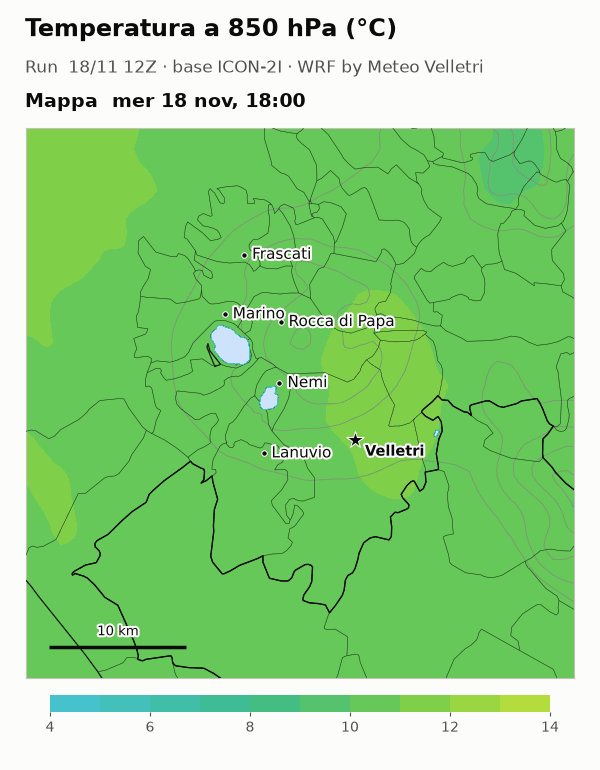 Temperatura a 850 hPa (°C)
Run 18/11 12Z · base ICON-2I · WRF by Meteo Velletri
Mappa mer 18 nov, 18:00
Frascati
Marino
Rocca di Papa
Nemi
Velletri
Lanuvio
10 km
4 6 8 10 12 14